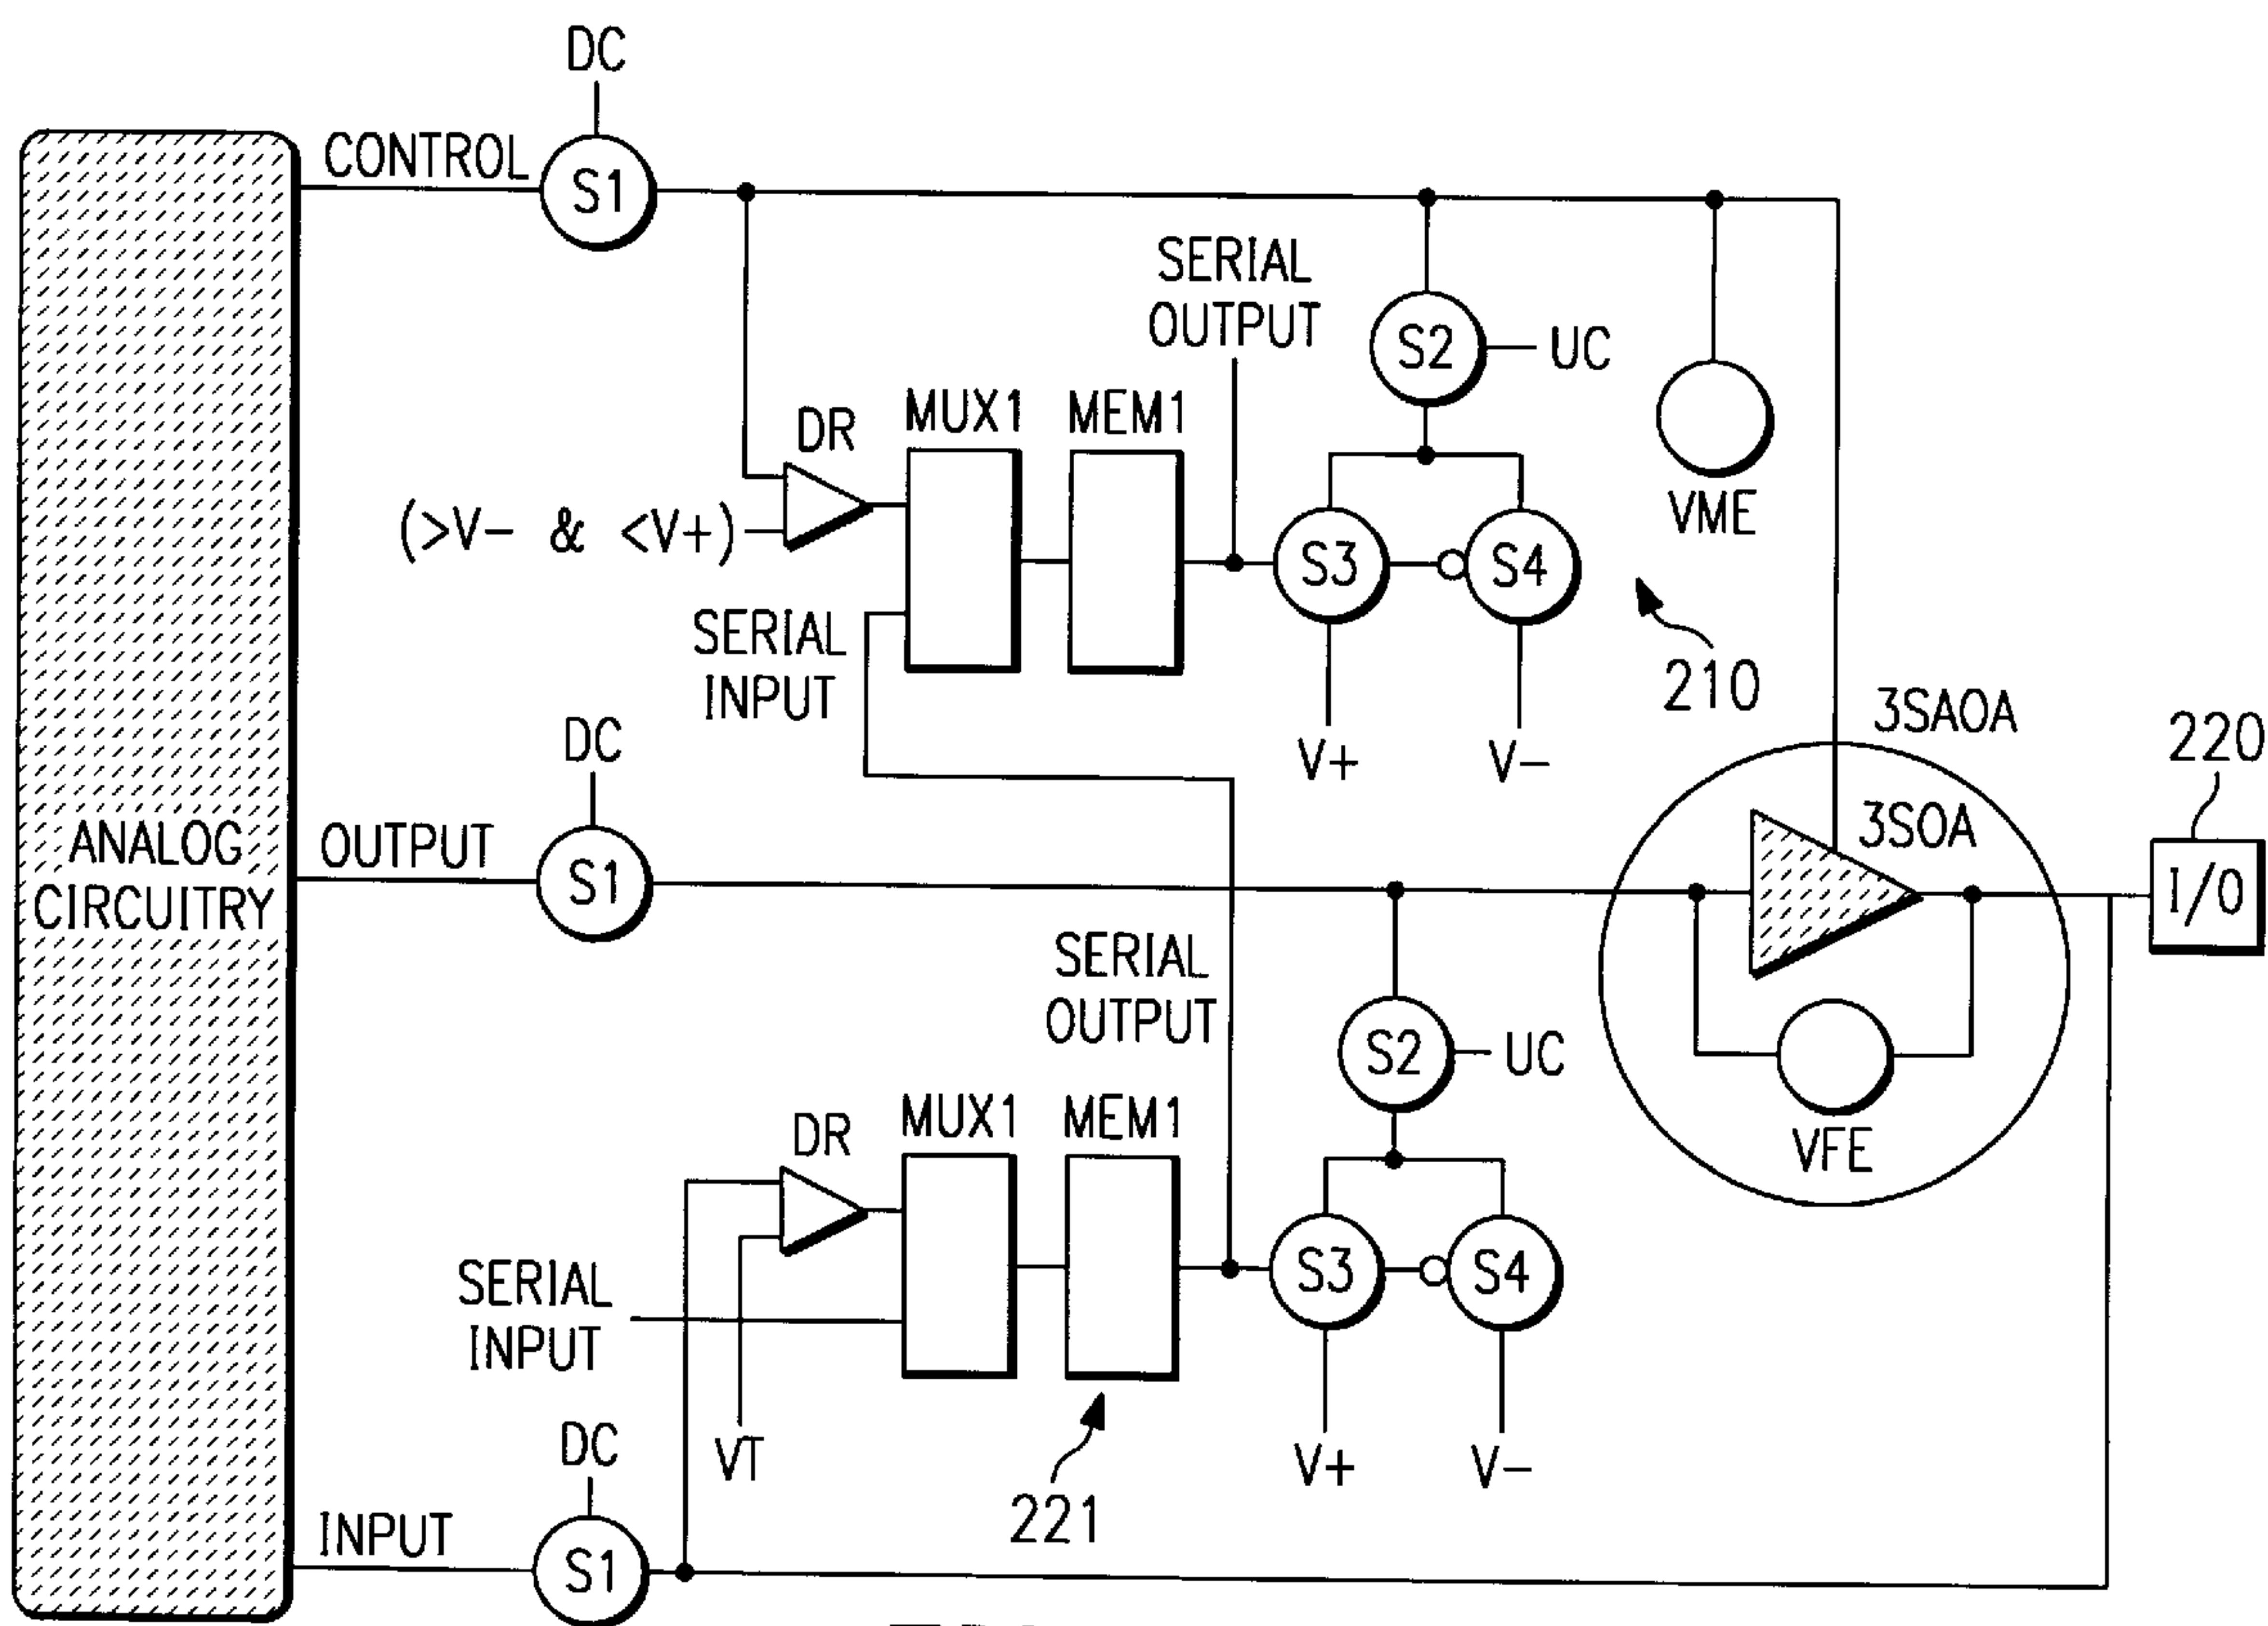 DC
CONTROL
S1
SERIAL
OUTPUT
S2
UC
DR
MUX1
MEM1
(>V- & <V+)
VME
S3
S4
SERIAL
INPUT
210
V+
V-
3SAOA
220
DC
3SOA
ANALOG
CIRCUITRY
OUTPUT
S1
I/O
SERIAL
OUTPUT
S2
UC
DR
MUX1
MEM1
VFE
SERIAL
INPUT
S3
S4
DC
VT
221
V+
V-
INPUT
S1